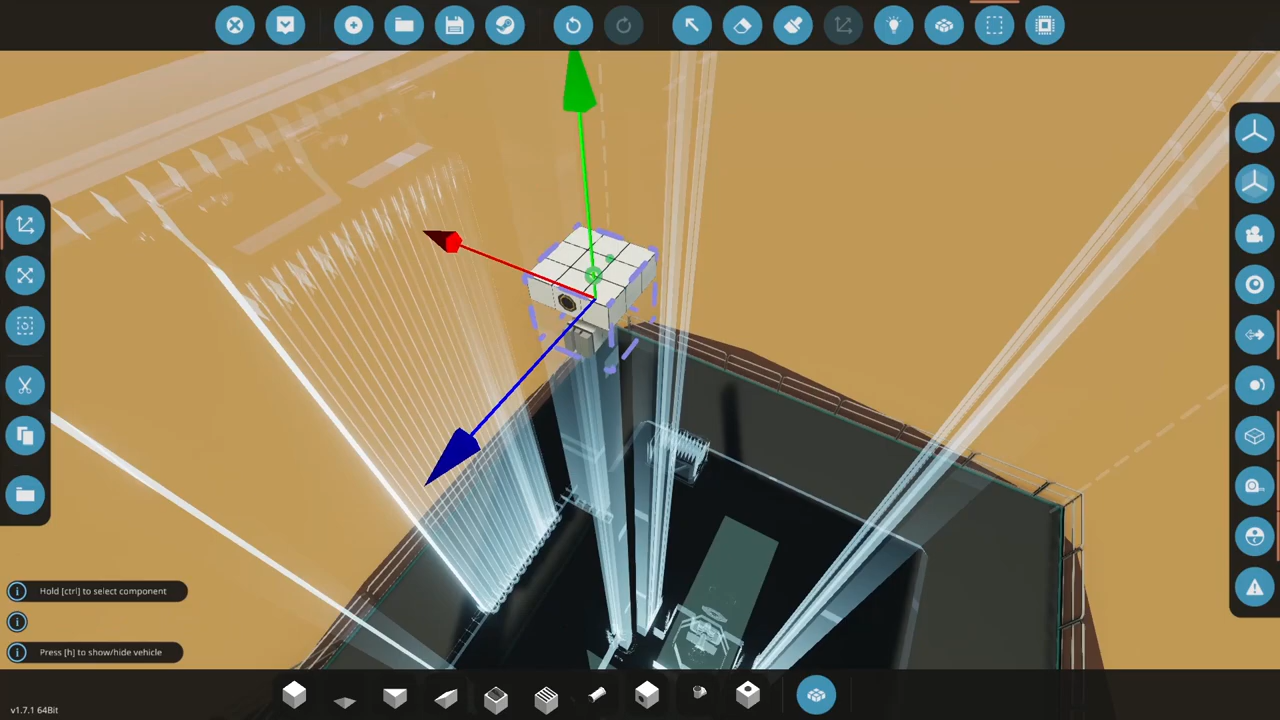 Hold [ctrl] to select component
Press [h] to show/hide vehicle
v1.7.1 64Bit